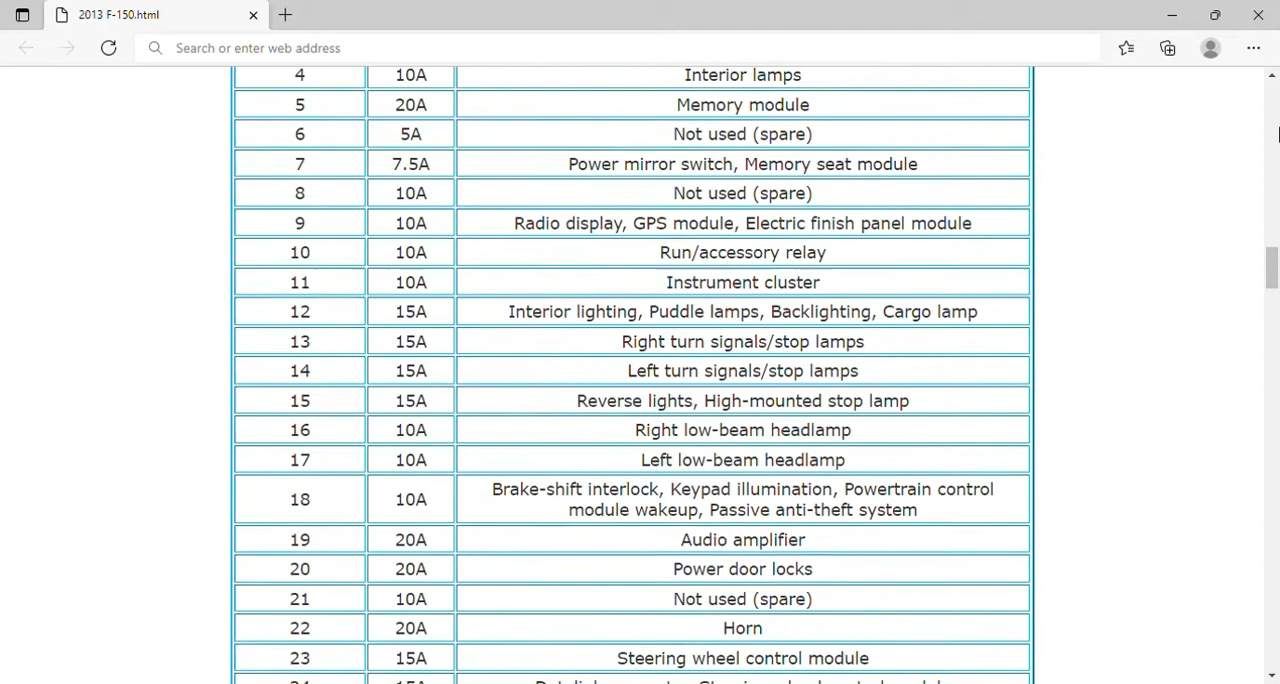 2013 F-150.html
Search or enter web address
4 10A Interior lamps
5 20A Memory module
6 5A Not used (spare)
7 7.5A Power mirror switch, Memory seat module
8 10A Not used (spare)
9 10A Radio display, GPS module, Electric finish panel module
10 10A Run/accessory relay
11 10A Instrument cluster
12 15A Interior lighting, Puddle lamps, Backlighting, Cargo lamp
13 15A Right turn signals/stop lamps
14 15A Left turn signals/stop lamps
15 15A Reverse lights, High-mounted stop lamp
16 10A Right low-beam headlamp
17 10A Left low-beam headlamp
18 10A Brake-shift interlock, Keypad illumination, Powertrain control
module wakeup, Passive anti-theft system
19 20A Audio amplifier
20 20A Power door locks
21 10A Not used (spare)
22 20A Horn
23 15A Steering wheel control module